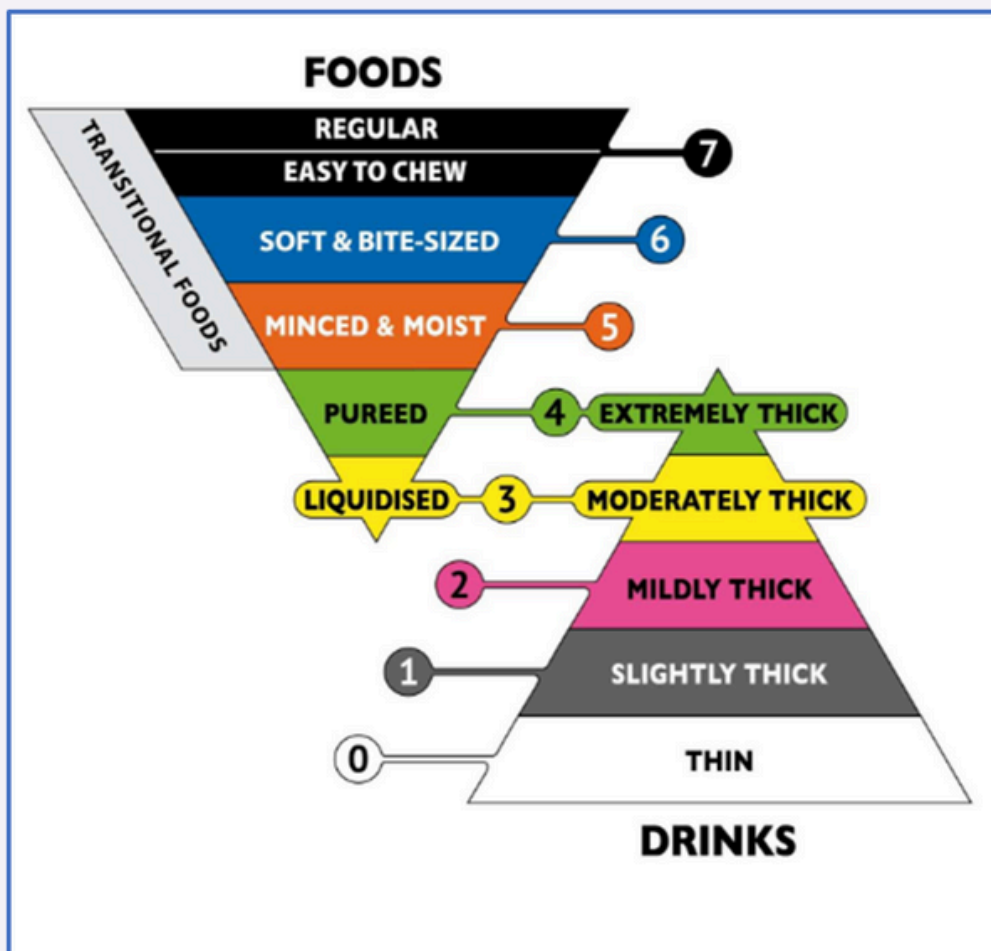 FOODS
TRANSITIONAL FOODS
REGULAR
7
EASY TO CHEW
SOFT & BITE-SIZED
6
MINCED & MOIST
5
PUREED
4
EXTREMELY THICK
LIQUIDISED
3
MODERATELY THICK
2
MILDLY THICK
1
SLIGHTLY THICK
0
THIN
DRINKS